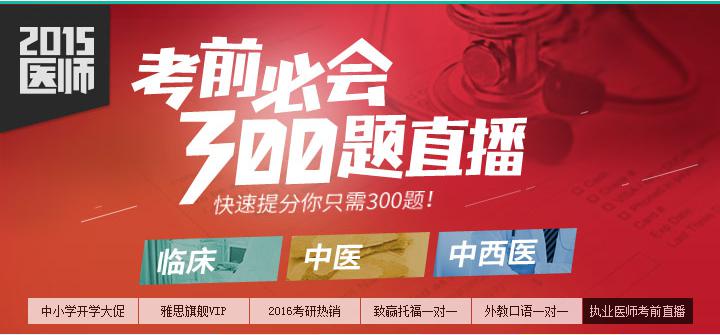 2015
医师
考前必会
300题直播
快速提分你只需300题！
临床
中医
中西医
中小学开学大促
雅思旗舰VIP
2016考研热销
致赢托福一对一
外教口语一对一
执业医师考前直播